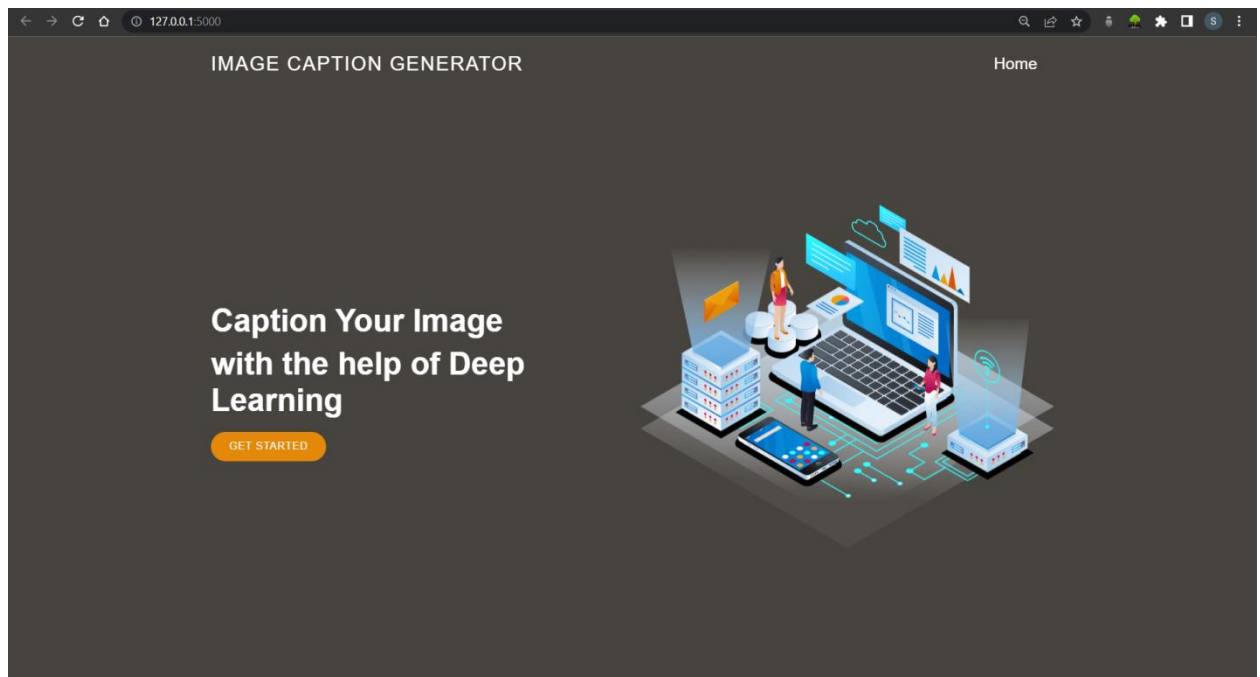 127.0.0.1:5000
S
IMAGE CAPTION GENERATOR
Home
Caption Your Image
with the help of Deep
Learning
GET STARTED